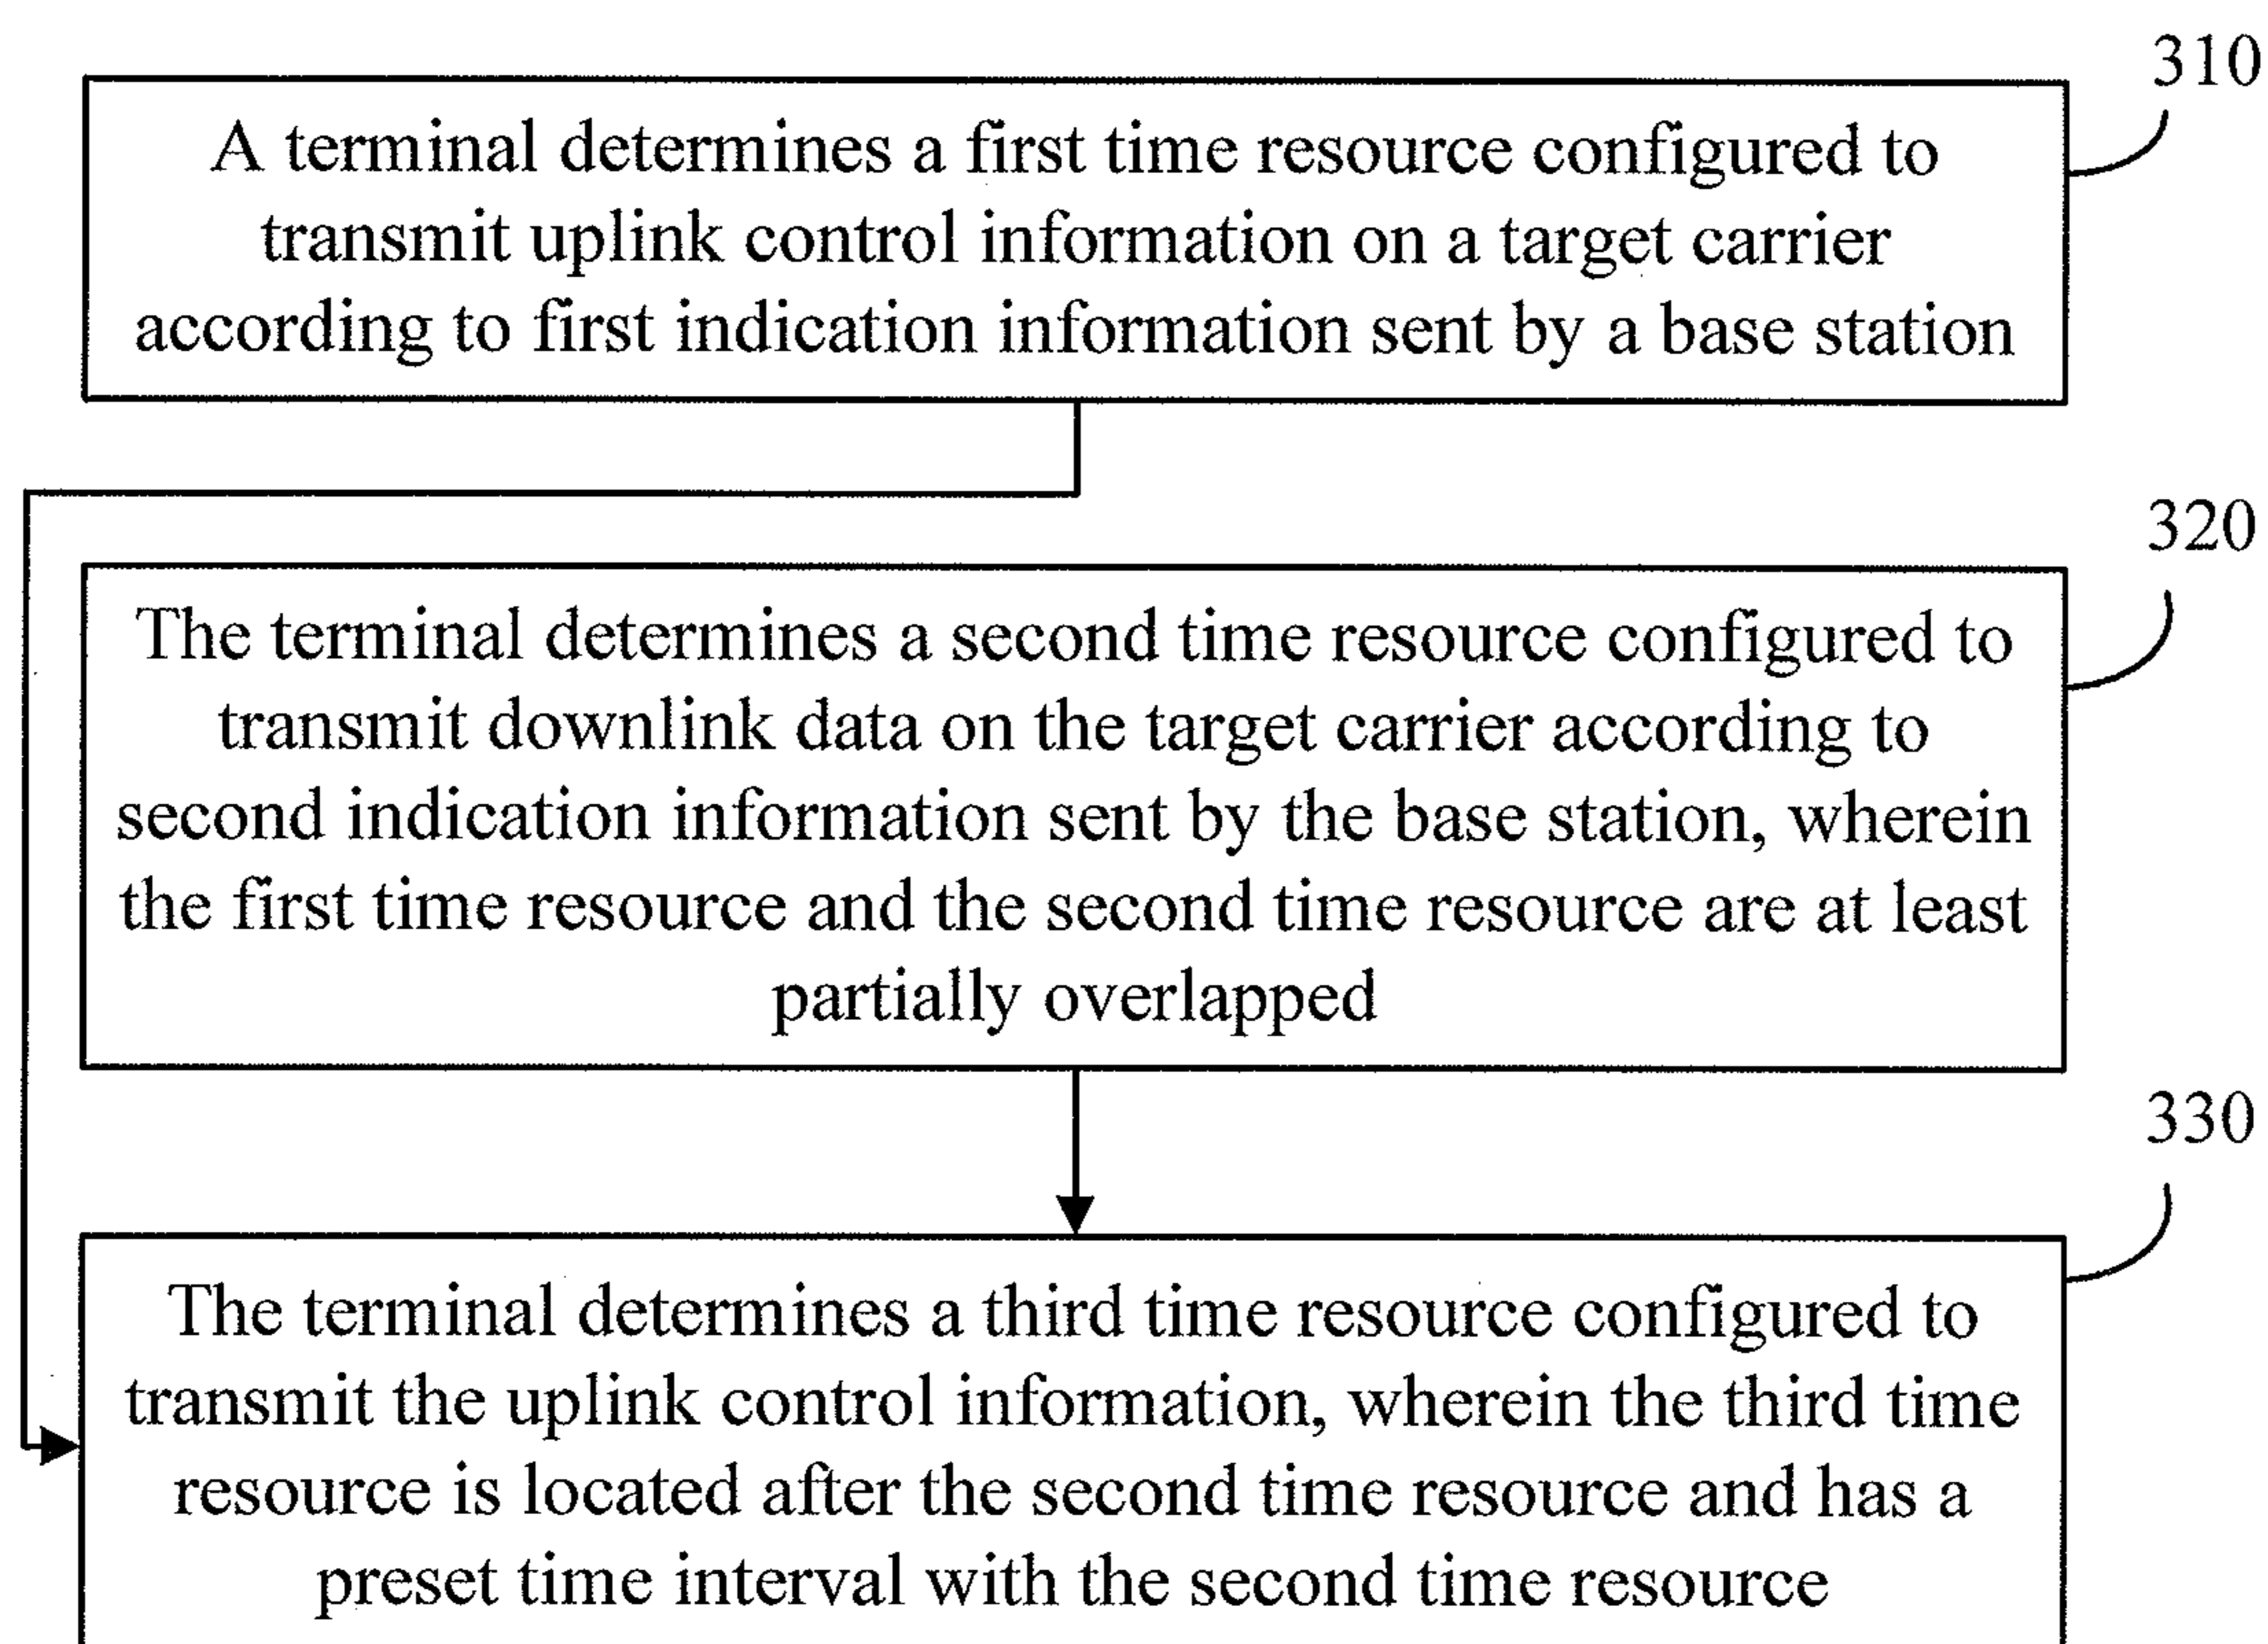 310
A terminal determines a first time resource configured to
transmit uplink control information on a target carrier
according to first indication information sent by a base station
320
The terminal determines a second time resource configured to
transmit downlink data on the target carrier according to
second indication information sent by the base station, wherein
the first time resource and the second time resource are at least
partially overlapped
330
The terminal determines a third time resource configured to
transmit the uplink control information, wherein the third time
resource is located after the second time resource and has a
preset time interval with the second time resource